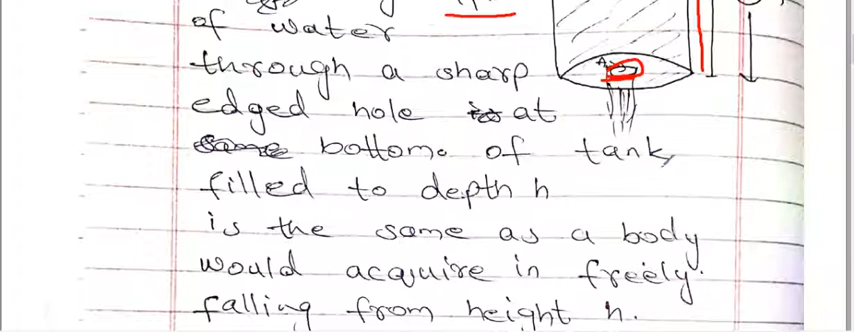 of water
through a sharp
edged hole at
bottom of tank,
filled to depth h
is the same as a body
would acquire in freely
falling from height h.